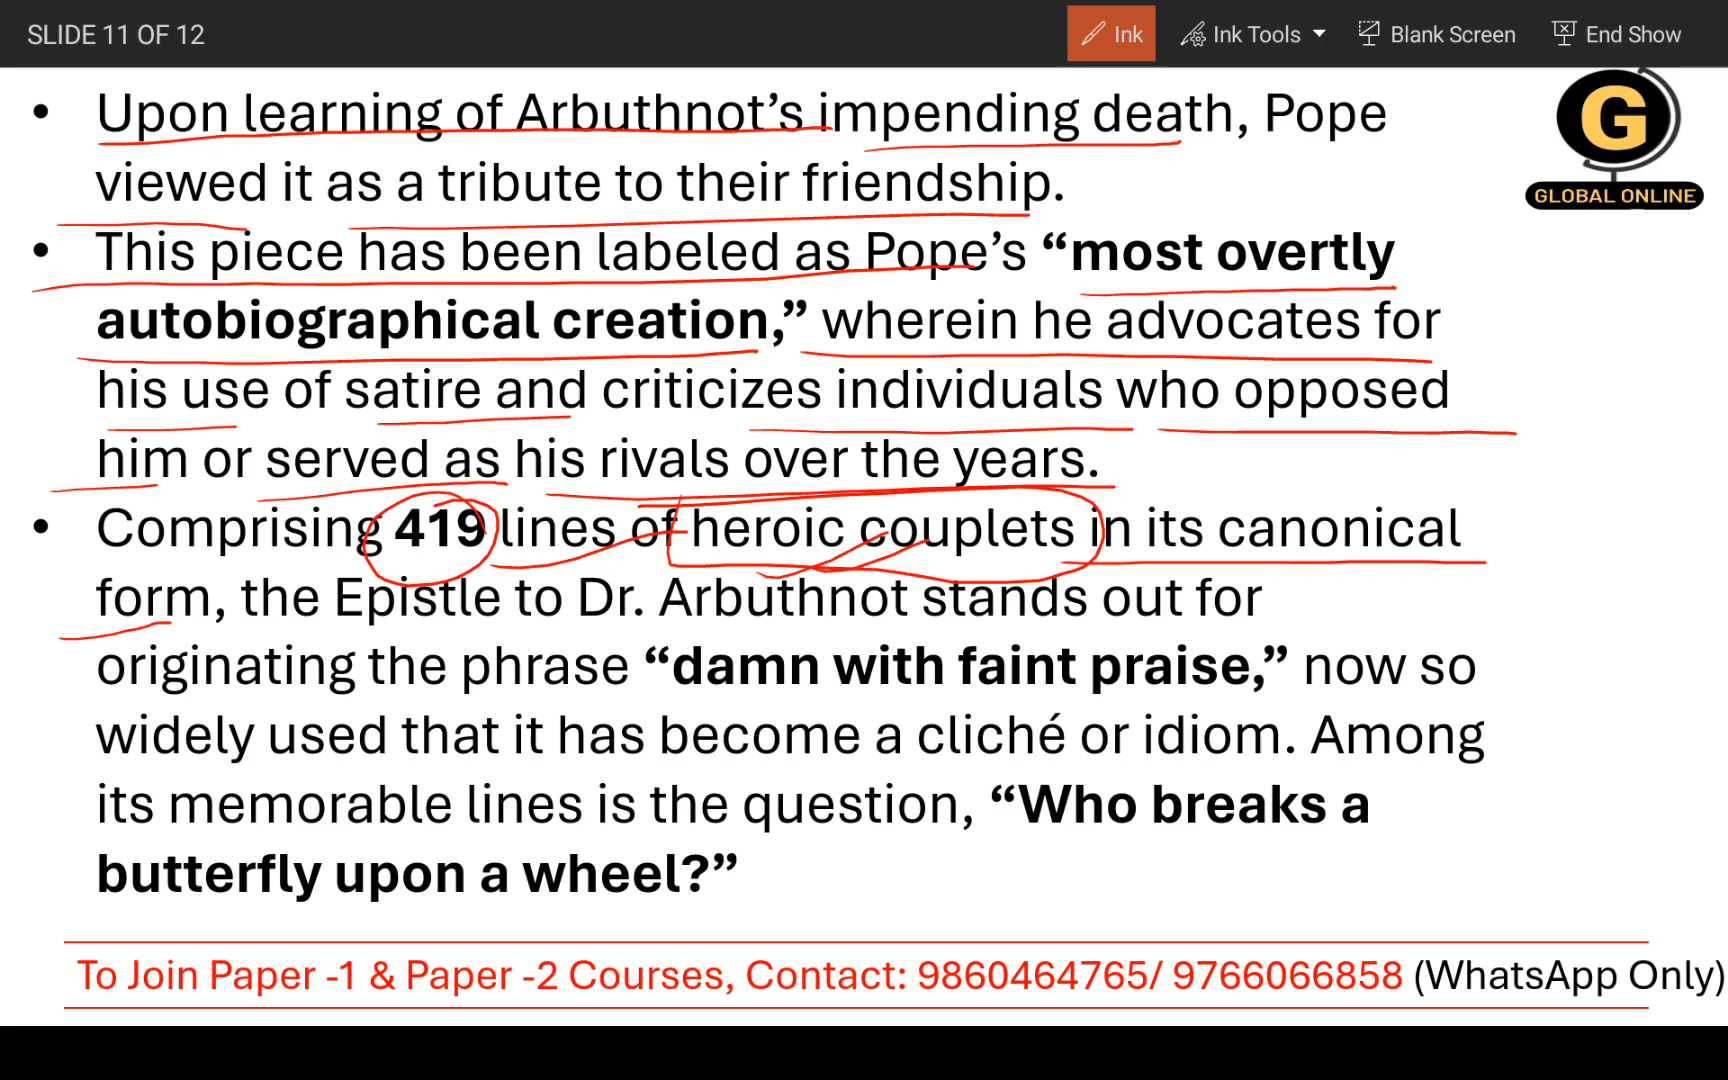 SLIDE 11 OF 12
Ink
Ink Tools
Blank Screen
End Show
G
GLOBAL ONLINE
• Upon learning of Arbuthnot’s impending death, Pope
viewed it as a tribute to their friendship.
• This piece has been labeled as Pope’s “most overtly
autobiographical creation,” wherein he advocates for
his use of satire and criticizes individuals who opposed
him or served as his rivals over the years.
• Comprising 419 lines of heroic couplets in its canonical
form, the Epistle to Dr. Arbuthnot stands out for
originating the phrase “damn with faint praise,” now so
widely used that it has become a cliché or idiom. Among
its memorable lines is the question, “Who breaks a
butterfly upon a wheel?”
To Join Paper -1 & Paper -2 Courses, Contact: 9860464765/ 9766066858 (WhatsApp Only)